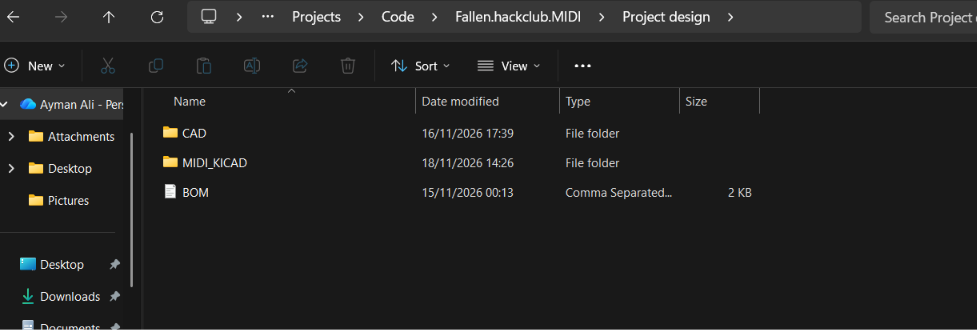 Projects > Code > Fallen.hackclub.MIDI > Project design >
Search Project
New
Sort
View
Ayman Ali - Pers
Attachments
Desktop
Pictures
Desktop
Downloads
Documents
Name Date modified Type Size
CAD 16/11/2026 17:39 File folder
MIDI_KICAD 18/11/2026 14:26 File folder
BOM 15/11/2026 00:13 Comma Separated... 2 KB